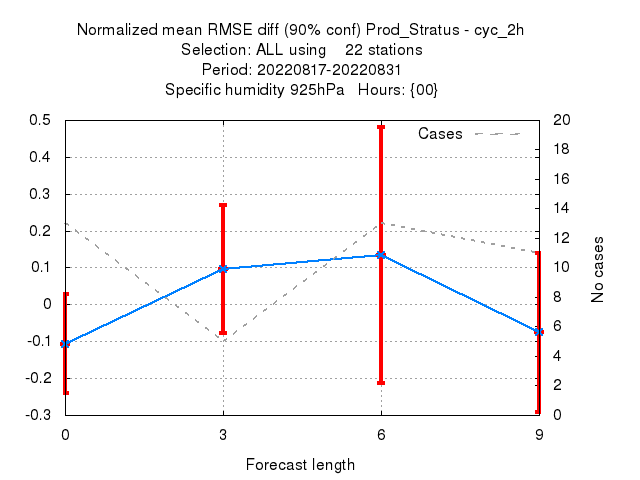 Normalized mean RMSE diff (90% conf) Prod_Stratus - cyc_2h
Selection: ALL using    22 stations
Period: 20220817-20220831
Specific humidity 925hPa   Hours: {00}
Cases
0.5
0.4
0.3
0.2
0.1
0
-0.1
-0.2
-0.3
20
18
16
14
12
10
8
6
4
2
0
No cases
0 3 6 9
Forecast length